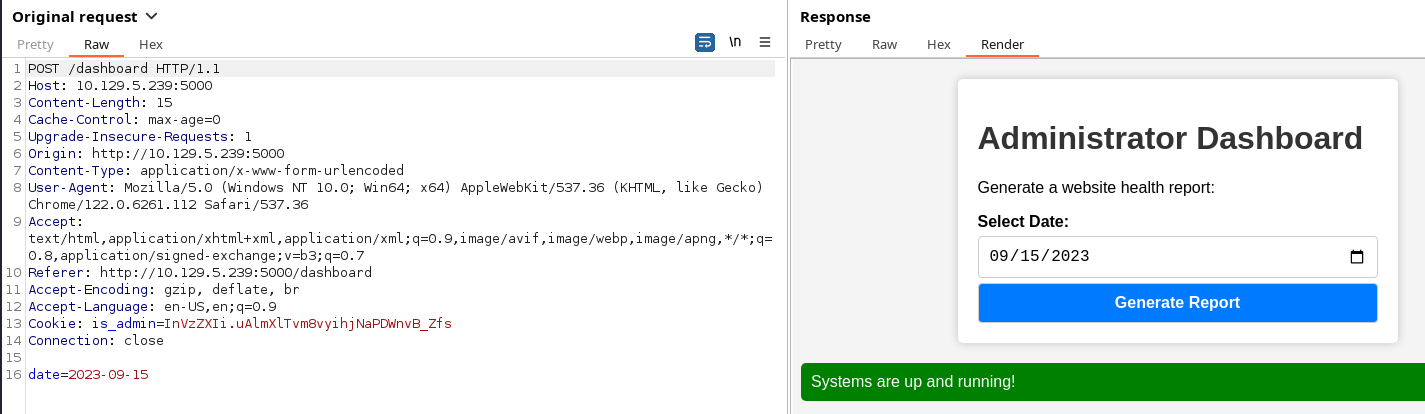 Original request
Pretty Raw Hex \n
1 POST /dashboard HTTP/1.1
2 Host: 10.129.5.239:5000
3 Content-Length: 15
4 Cache-Control: max-age=0
5 Upgrade-Insecure-Requests: 1
6 Origin: http://10.129.5.239:5000
7 Content-Type: application/x-www-form-urlencoded
8 User-Agent: Mozilla/5.0 (Windows NT 10.0; Win64; x64) AppleWebKit/537.36 (KHTML, like Gecko)
Chrome/122.0.6261.112 Safari/537.36
9 Accept:
text/html,application/xhtml+xml,application/xml;q=0.9,image/avif,image/webp,image/apng,*/*;q=
0.8,application/signed-exchange;v=b3;q=0.7
10 Referer: http://10.129.5.239:5000/dashboard
11 Accept-Encoding: gzip, deflate, br
12 Accept-Language: en-US,en;q=0.9
13 Cookie: is_admin=InVzZXIi.uAlmXlTvm8vyihjNaPDWnvB_Zfs
14 Connection: close
15
16 date=2023-09-15
Response
Pretty Raw Hex Render
Administrator Dashboard
Generate a website health report:
Select Date:
09/15/2023
Generate Report
Systems are up and running!